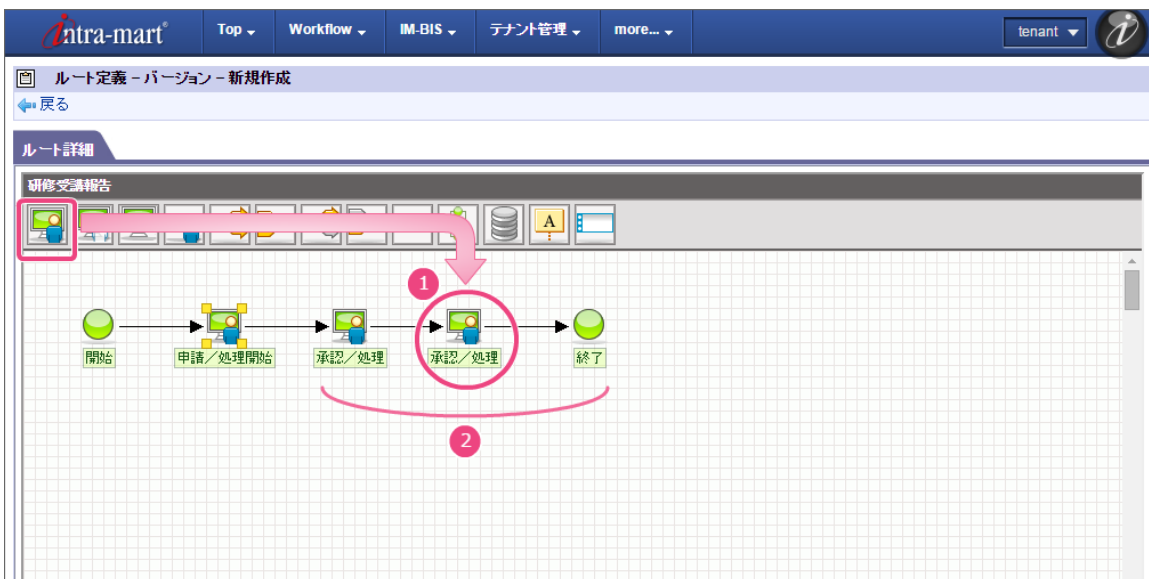 intra-mart®
Top Workflow IM-BIS テナント管理 more... tenant
ルート定義 - バージョン - 新規作成
戻る
ルート詳細
研修受講報告
A
1
開始 申請／処理開始 承認／処理 承認／処理 終了
2